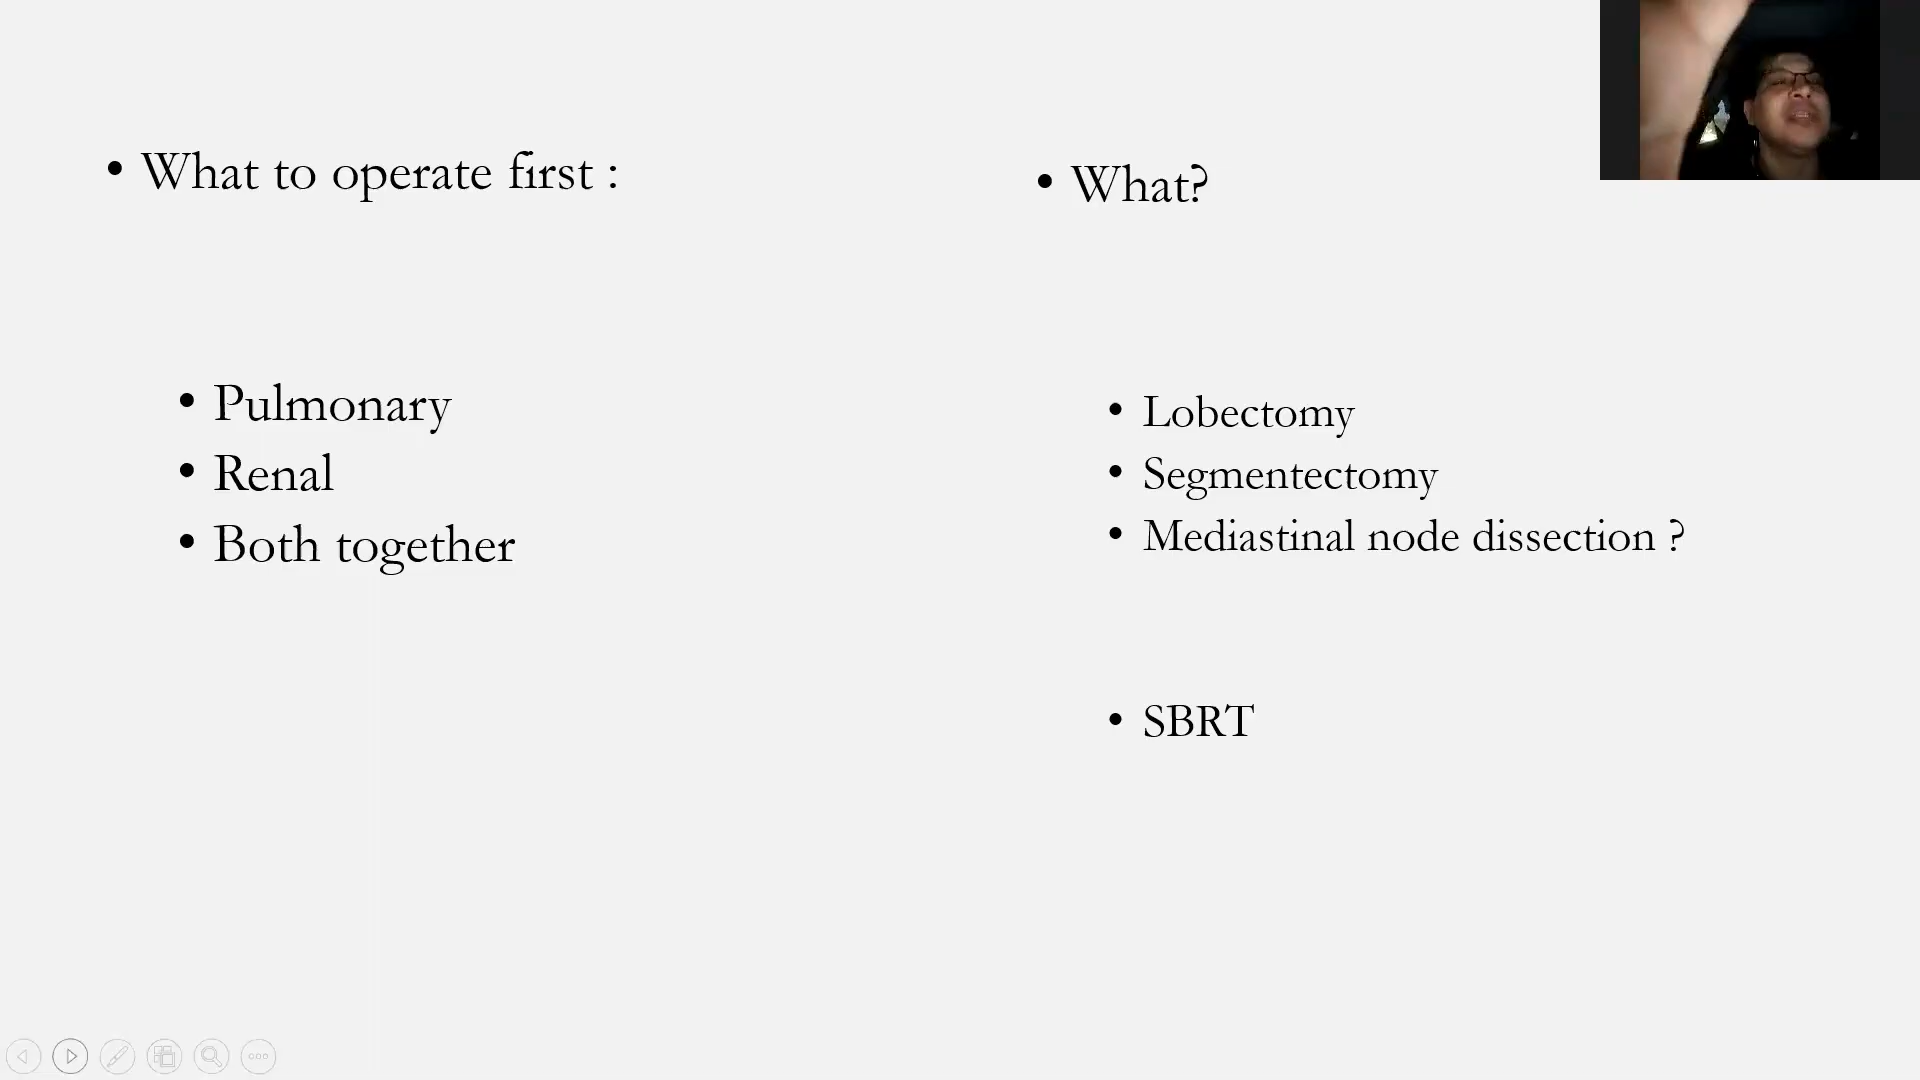 • What to operate first :
• Pulmonary
• Renal
• Both together
• What?
• Lobectomy
• Segmentectomy
• Mediastinal node dissection ?
• SBRT